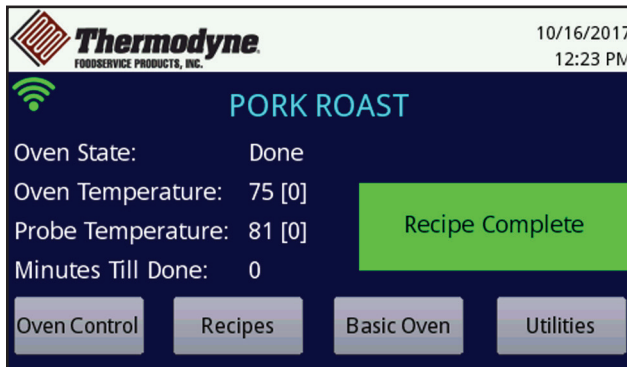 Thermodyne
FOODSERVICE PRODUCTS, INC.
10/16/2017
12:23 PM
PORK ROAST
Oven State: Done
Oven Temperature: 75 [0]
Probe Temperature: 81 [0]
Minutes Till Done: 0
Recipe Complete
Oven Control Recipes Basic Oven Utilities